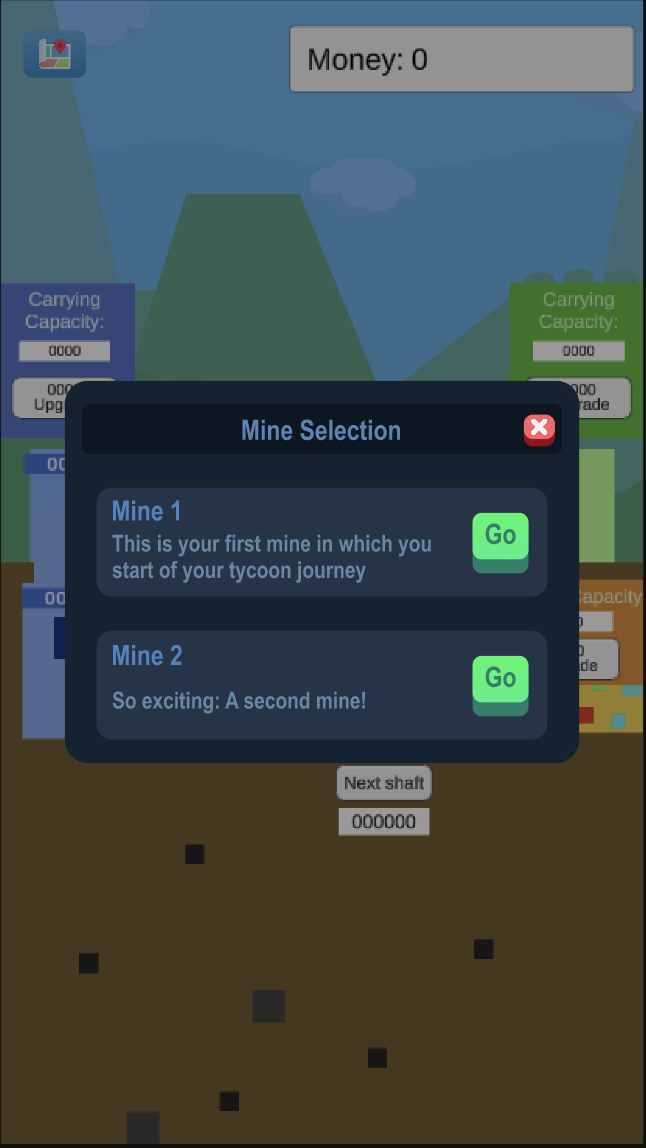 Money: 0
Carrying
Capacity:
0000
Carrying
Capacity:
0000
Mine Selection
Mine 1
This is your first mine in which you
start of your tycoon journey
Go
Mine 2
So exciting: A second mine!
Go
Capacity
Next shaft
000000